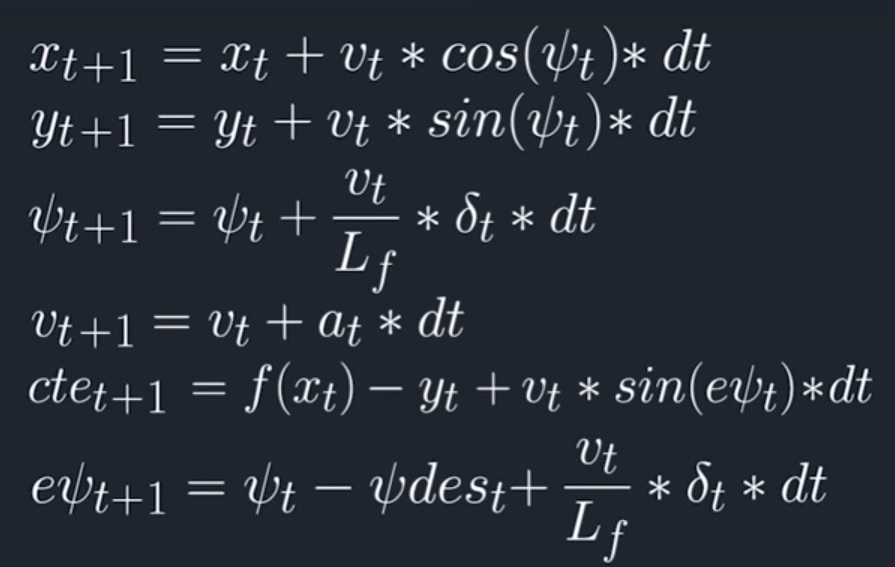 x_{t+1} = x_t + v_t * cos(ψ_t) * dt
y_{t+1} = y_t + v_t * sin(ψ_t) * dt
ψ_{t+1} = ψ_t + \frac{v_t}{L_f} * δ_t * dt
v_{t+1} = v_t + a_t * dt
cte_{t+1} = f(x_t) − y_t + v_t * sin(eψ_t) * dt
eψ_{t+1} = ψ_t − ψdes_t + \frac{v_t}{L_f} * δ_t * dt